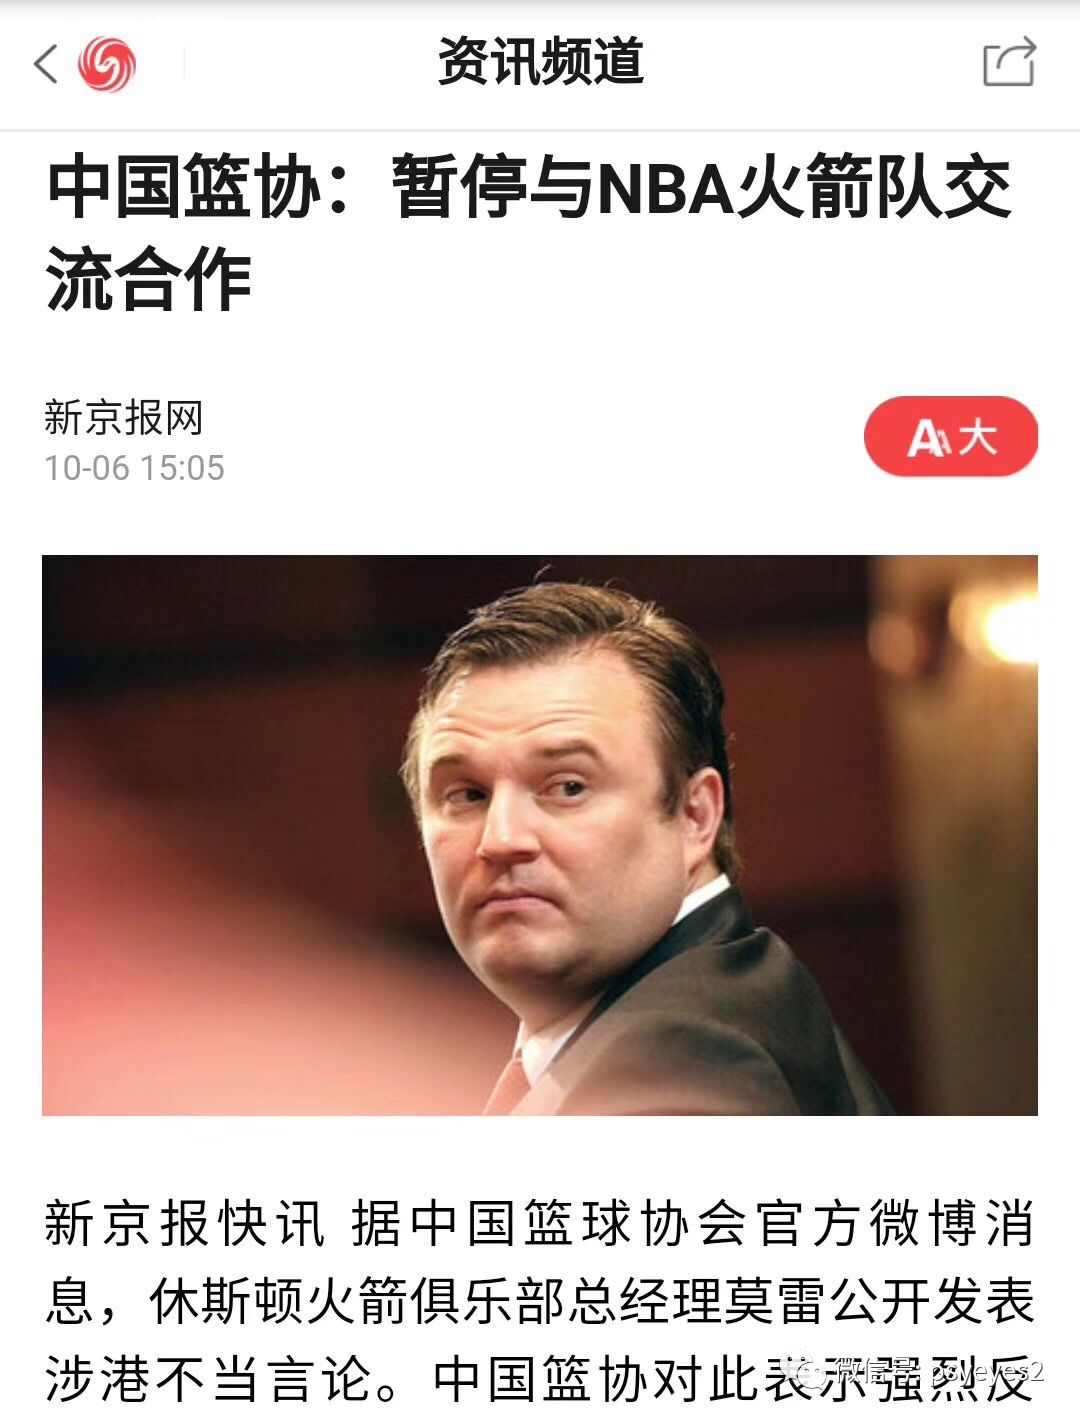 资讯频道
中国篮协：暂停与NBA火箭队交
流合作
新京报网
10-06 15:05
A 大
新京报快讯 据中国篮球协会官方微博消
息，休斯顿火箭俱乐部总经理莫雷公开发表
涉港不当言论。中国篮协对此表示强烈反
微信号: psyeyes2